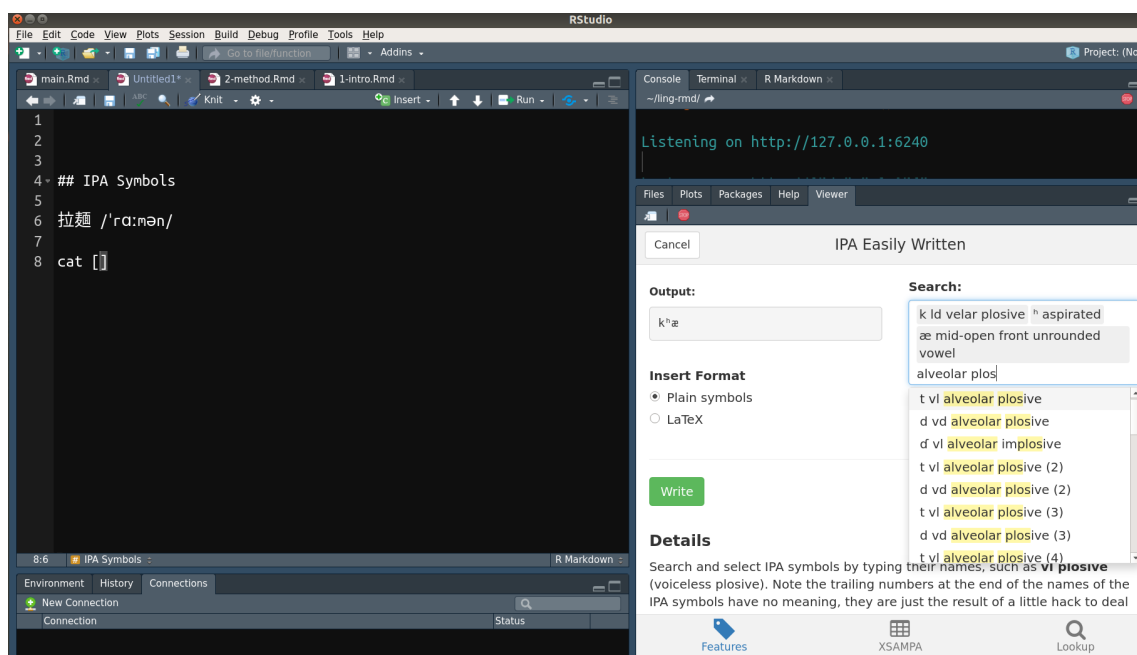 RStudio
File Edit Code View Plots Session Build Debug Profile Tools Help
Go to file/function Addins
Project: (No
main.Rmd Untitled1* 2-method.Rmd 1-intro.Rmd
ABC Knit Insert Run
1
2
3
4 ## IPA Symbols
5
6 拉麺 /ˈrɑːmən/
7
8 cat []
8:6 IPA Symbols R Markdown
Environment History Connections
New Connection
Connection Status
Console Terminal R Markdown
~/ling-rmd/
Listening on http://127.0.0.1:6240
Files Plots Packages Help Viewer
Cancel IPA Easily Written
Output:
kʰæ
Insert Format
Plain symbols
LaTeX
Write
Search:
k ld velar plosive ʰ aspirated
æ mid-open front unrounded
vowel
alveolar plos
t vl alveolar plosive
d vd alveolar plosive
ɗ vl alveolar implosive
t vl alveolar plosive (2)
d vd alveolar plosive (2)
t vl alveolar plosive (3)
d vd alveolar plosive (3)
t vl alveolar plosive (4)
Details
Search and select IPA symbols by typing their names, such as vl plosive
(voiceless plosive). Note the trailing numbers at the end of the names of the
IPA symbols have no meaning, they are just the result of a little hack to deal
Features XSAMPA Lookup